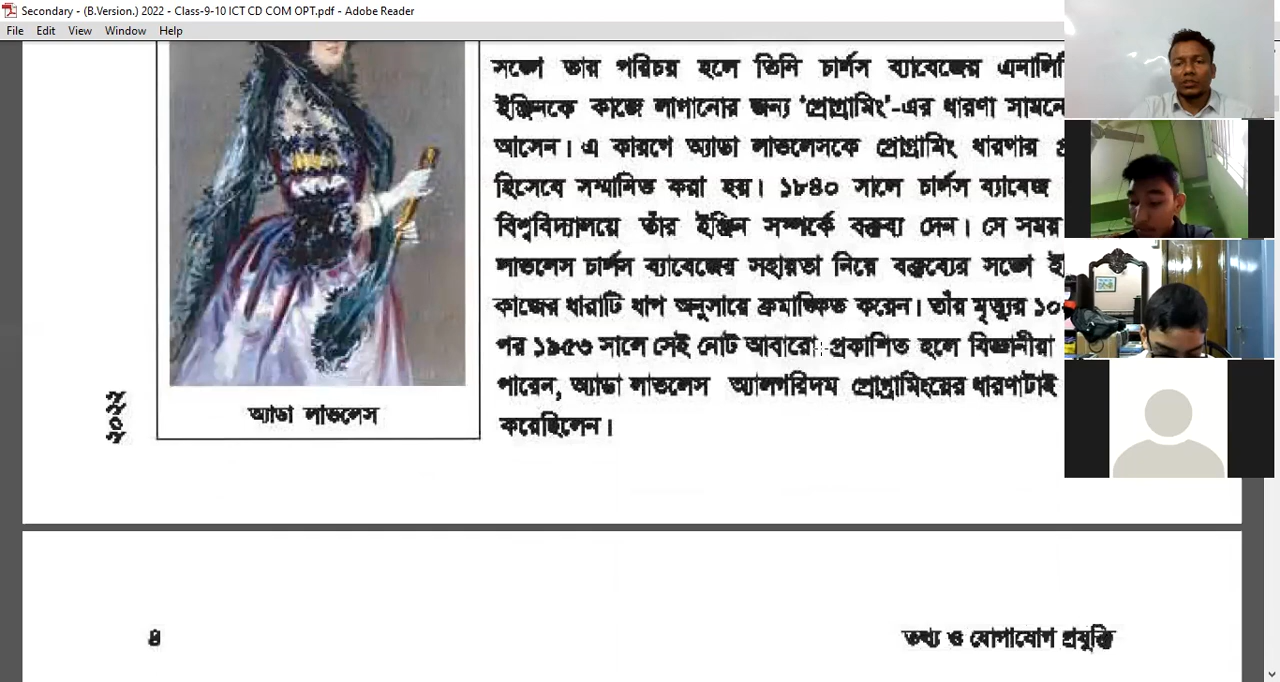 Secondary - (B.Version.) 2022 - Class-9-10 ICT CD COM OPT.pdf - Adobe Reader
File Edit View Window Help
সঙ্গে তার পরিচয় হলে তিনি চার্লস ব্যাবেজের
ইঞ্জিনকে কাজে লাগানোর জন্য 'প্রোগ্রামিং'-এর ধারণা সামনে
আসেন। এ কারণে অ্যাডা লাভলেসকে প্রোগ্রামিং ধারণার
হিসেবে সম্মানিত করা হয়। ১৮৪০ সালে চার্লস ব্যাবেজ
বিশ্ববিদ্যালয়ে তাঁর ইঞ্জিন সম্পর্কে বক্তব্য দেন। সে সময়
লাভলেস চার্লস ব্যাবেজের সহায়তা নিয়ে বক্তব্যের সঙ্গে
কাজের ধারাটি ধাপ অনুসারে ক্রমাঙ্কিত করেন। তাঁর মৃত্যুর
পর ১৯৫৩ সালে সেই নোট আবারো প্রকাশিত হলে বিজ্ঞানীরা
পারেন, অ্যাডা লাভলেস অ্যালগরিদম প্রোগ্রামিংয়ের ধারণাটাই
করেছিলেন।
অ্যাডা লাভলেস
২০২২
তথ্য ও যোগাযোগ প্রযুক্তি